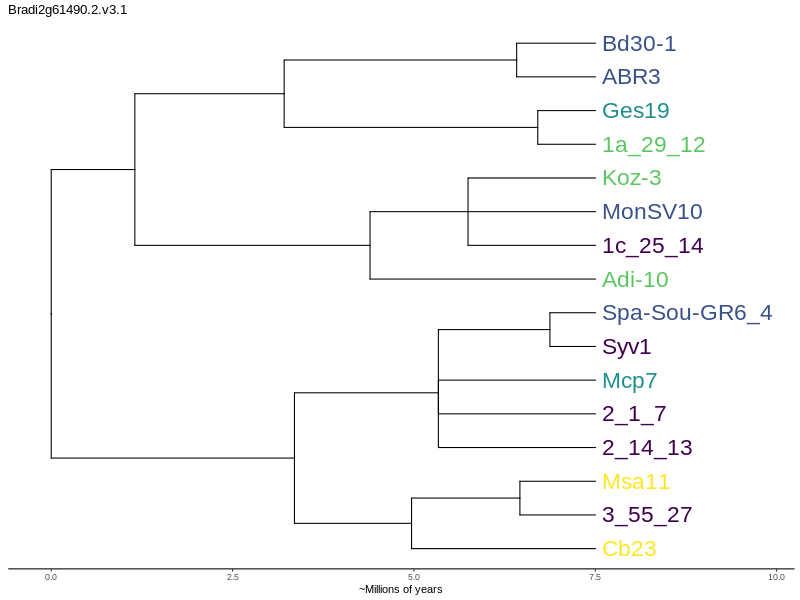 Bradi2g61490.2.v3.1
Bd30-1
ABR3
Ges19
1a_29_12
Koz-3
MonSV10
1c_25_14
Adi-10
Spa-Sou-GR6_4
Syv1
Mcp7
2_1_7
2_14_13
Msa11
3_55_27
Cb23
0.0 2.5 5.0 7.5 10.0
~Millions of years